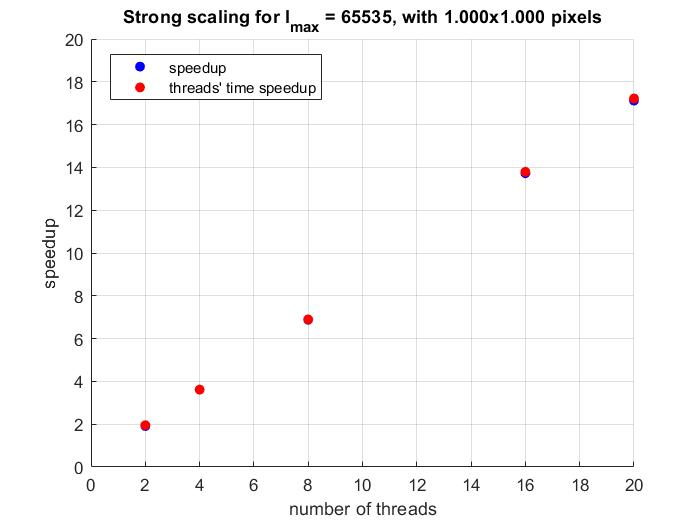 Strong scaling for lmax = 65535, with 1.000x1.000 pixels
speedup
threads' time speedup
20
18
16
14
12
10
8
6
4
2
0
speedup
0 2 4 6 8 10 12 14 16 18 20
number of threads